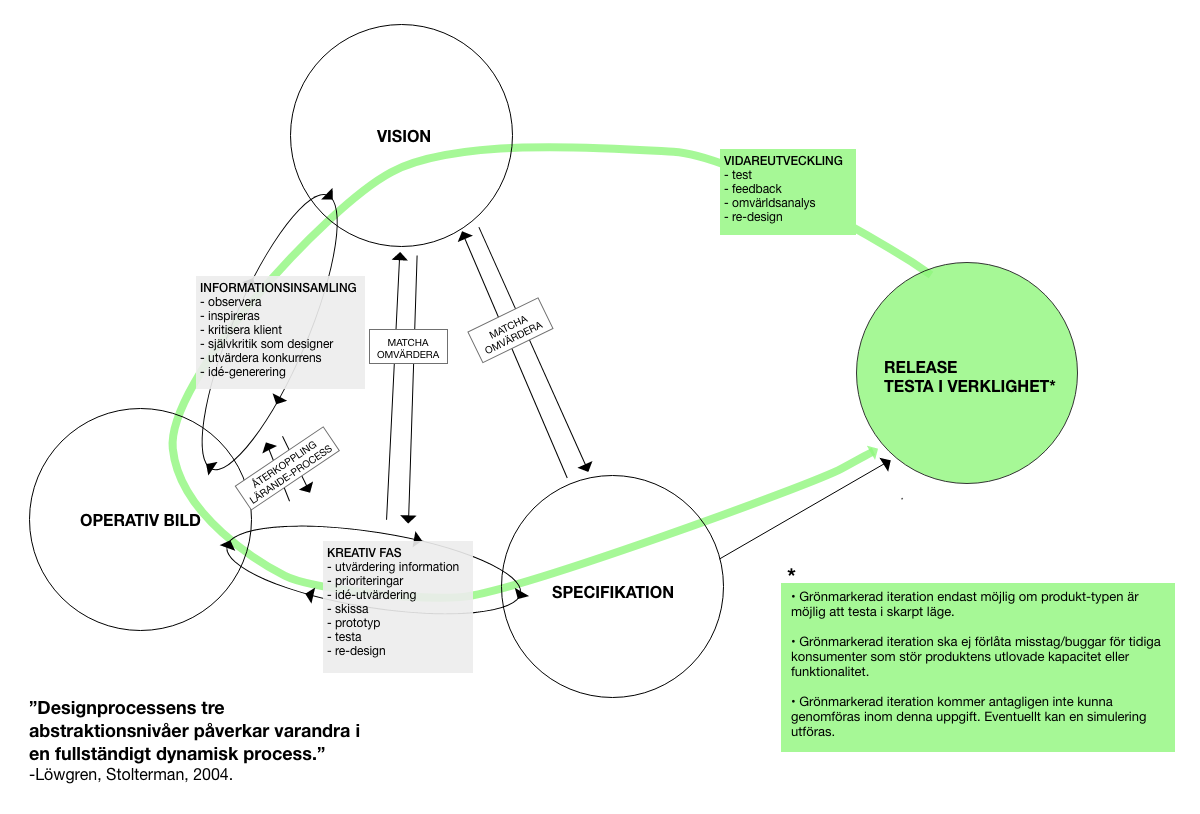 VISION
VIDAREUTVECKLING
- test
- feedback
- omvärldsanalys
- re-design
INFORMATIONSINSAMLING
- observera
- inspireras
- kritisera klient
- självkritik som designer
- utvärdera konkurrens
- idé-generering
MATCHA
OMVÄRDERA
MATCHA
OMVÄRDERA
RELEASE
TESTA I VERKLIGHET*
ÅTERKOPPLING
LÄRANDE-PROCESS
OPERATIV BILD
KREATIV FAS
- utvärdering information
- prioriteringar
- idé-utvärdering
- skissa
- prototyp
- testa
- re-design
SPECIFIKATION
*
• Grönmarkerad iteration endast möjlig om produkt-typen är
möjlig att testa i skarpt läge.
• Grönmarkerad iteration ska ej förlåta misstag/buggar för tidiga
konsumenter som stör produktens utlovade kapacitet eller
funktionalitet.
• Grönmarkerad iteration kommer antagligen inte kunna
genomföras inom denna uppgift. Eventuellt kan en simulering
utföras.
”Designprocessens tre
abstraktionsnivåer påverkar varandra i
en fullständigt dynamisk process.”
-Löwgren, Stolterman, 2004.